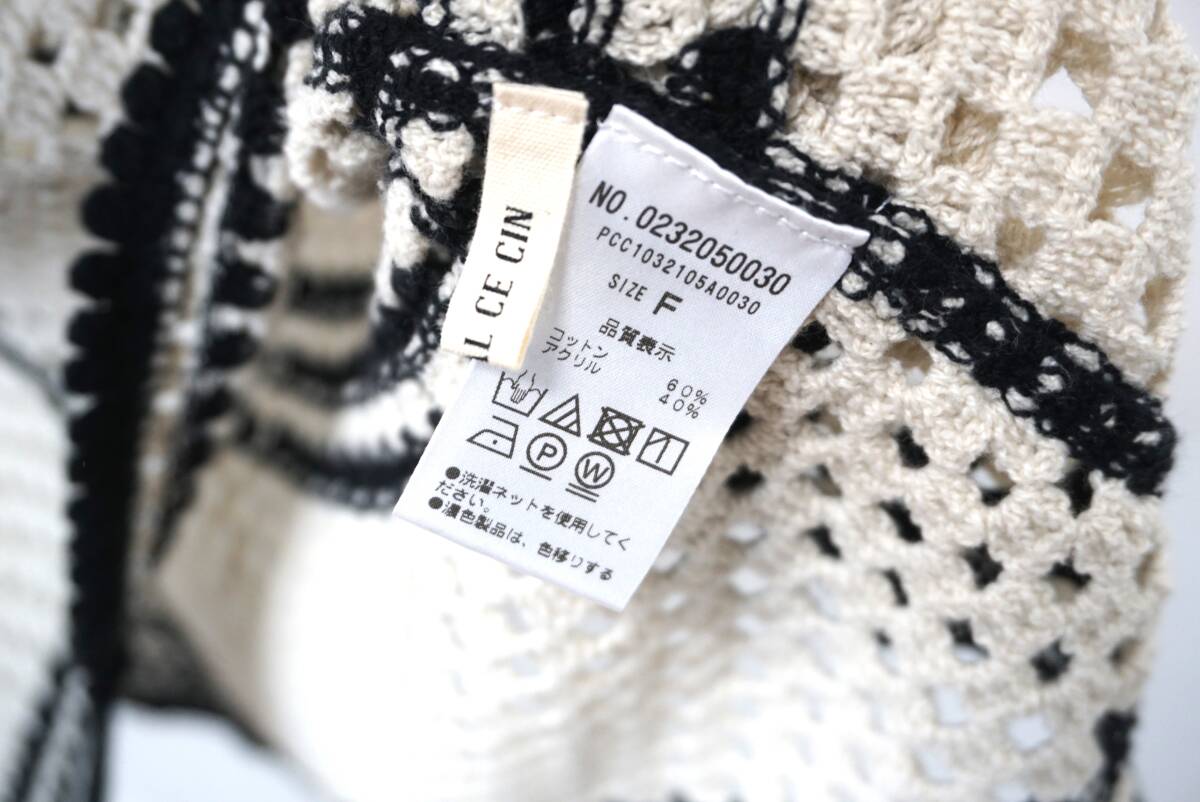 L CE CIN
NO.0232050030
PCC1032105A0030
SIZE F
品質表示
コットン 60%
アクリル 40%
P W
●洗濯ネットを使用してく
ださい。
●濃色製品は、色移りする